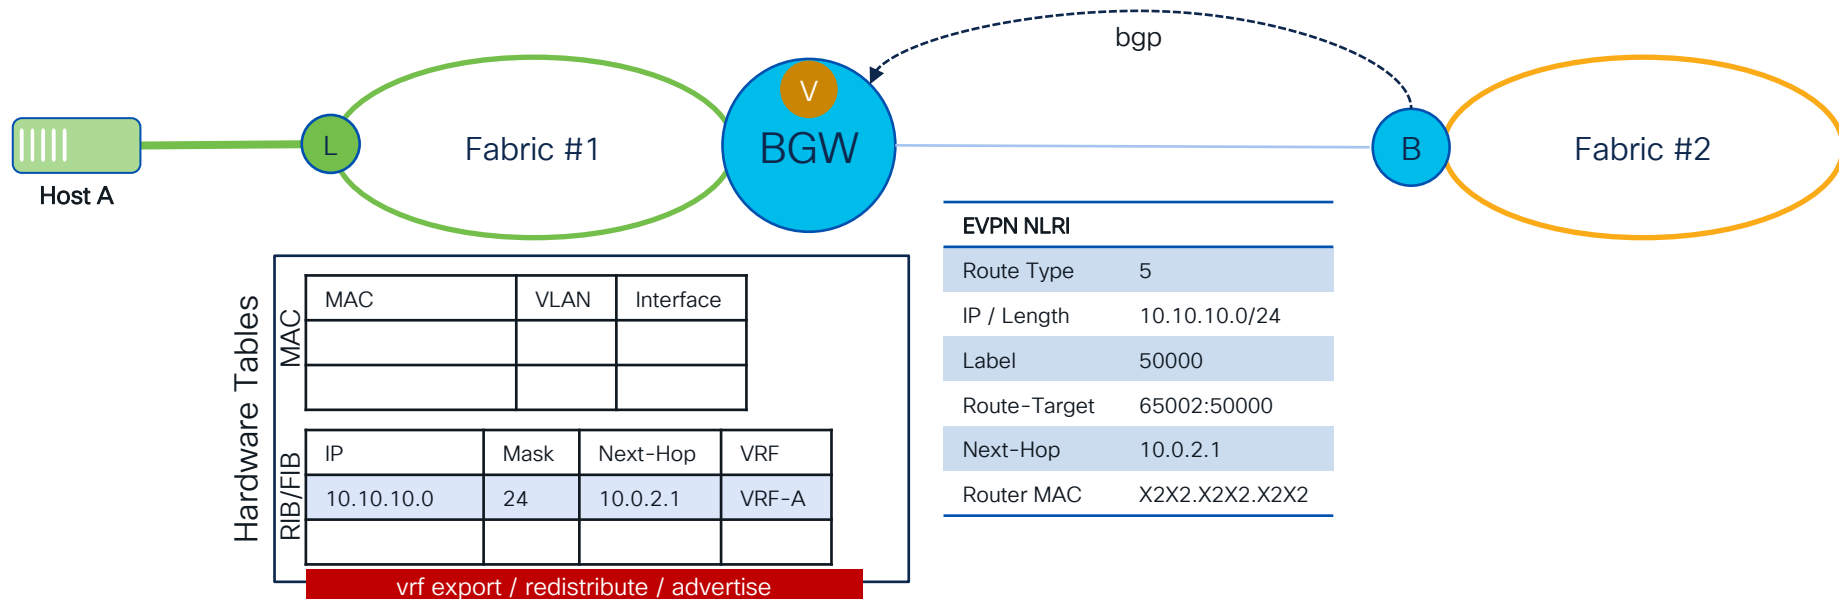 bgp
V
L
Fabric #1
BGW
B
Fabric #2
Host A
EVPN NLRI
Route Type 5
IP / Length 10.10.10.0/24
Label 50000
Route-Target 65002:50000
Next-Hop 10.0.2.1
Router MAC X2X2.X2X2.X2X2
Hardware Tables
MAC
MAC VLAN Interface
RIB/FIB
IP Mask Next-Hop VRF
10.10.10.0 24 10.0.2.1 VRF-A
vrf export / redistribute / advertise